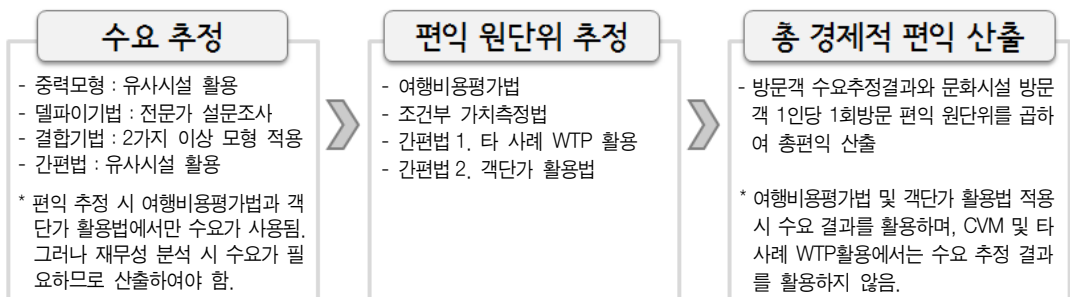 수요 추정
- 중력모형 : 유사시설 활용
- 델파이기법 : 전문가 설문조사
- 결합기법 : 2가지 이상 모형 적용
- 간편법 : 유사시설 활용
* 편익 추정 시 여행비용평가법과 객
단가 활용법에서만 수요가 사용됨.
그러나 재무성 분석 시 수요가 필
요하므로 산출하여야 함.
편익 원단위 추정
- 여행비용평가법
- 조건부 가치측정법
- 간편법 1. 타 사례 WTP 활용
- 간편법 2. 객단가 활용법
총 경제적 편익 산출
- 방문객 수요추정결과와 문화시설 방문
객 1인당 1회방문 편익 원단위를 곱하
여 총편익 산출
* 여행비용평가법 및 객단가 활용법 적용
시 수요 결과를 활용하며, CVM 및 타
사례 WTP활용에서는 수요 추정 결과
를 활용하지 않음.